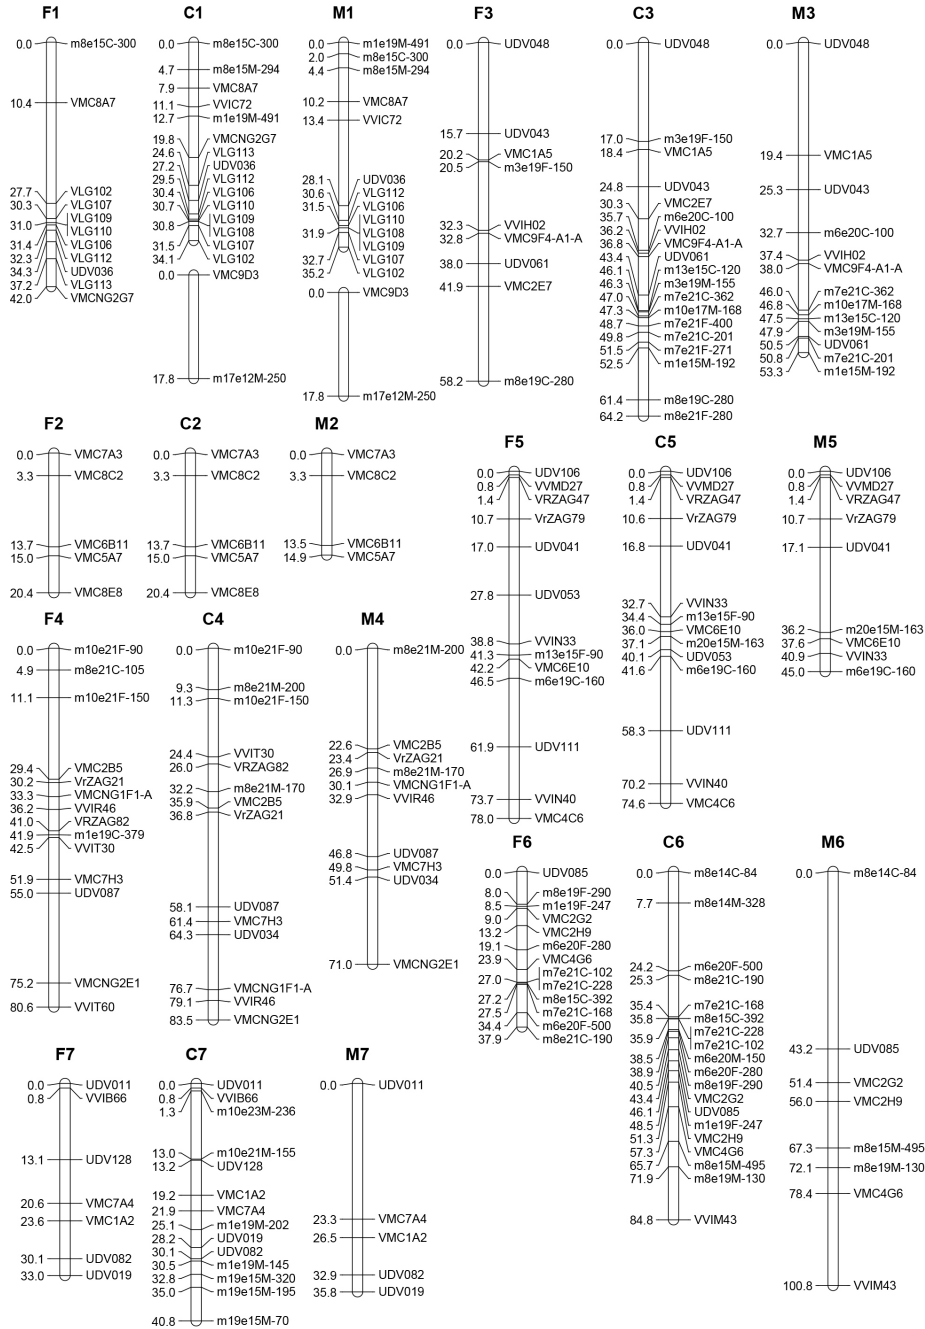 F1
0.0 m8e15C-300
10.4 VMC8A7
27.7 VLG102
30.3 VLG107
31.0 VLG109
VLG110
31.4 VLG106
32.3 VLG112
34.3 UDV036
37.2 VLG113
42.0 VMCNG2G7
C1
0.0 m8e15C-300
4.7 m8e15M-294
7.9 VMC8A7
11.1 VVIC72
12.7 m1e19M-491
19.8 VMCNG2G7
24.6 VLG113
27.2 UDV036
29.5 VLG112
30.4 VLG106
30.7 VLG110
30.8 VLG109
VLG108
31.5 VLG107
34.1 VLG102
0.0 VMC9D3
17.8 m17e12M-250
M1
0.0 m1e19M-491
2.0 m8e15C-300
4.4 m8e15M-294
10.2 VMC8A7
13.4 VVIC72
28.1 UDV036
30.6 VLG112
31.5 VLG106
31.9 VLG110
VLG108
VLG109
32.7 VLG107
35.2 VLG102
0.0 VMC9D3
17.8 m17e12M-250
F3
0.0 UDV048
15.7 UDV043
20.2 VMC1A5
20.5 m3e19F-150
32.3 VVIH02
32.8 VMC9F4-A1-A
38.0 UDV061
41.9 VMC2E7
58.2 m8e19C-280
C3
0.0 UDV048
17.0 m3e19F-150
18.4 VMC1A5
24.8 UDV043
30.3 VMC2E7
35.7 m6e20C-100
36.2 VVIH02
36.8 VMC9F4-A1-A
43.4 UDV061
46.1 m13e15C-120
46.3 m3e19M-155
47.0 m7e21C-362
47.3 m10e17M-168
48.7 m7e21F-400
49.8 m7e21C-201
51.5 m7e21F-271
52.5 m1e15M-192
61.4 m8e19C-280
64.2 m8e21F-280
M3
0.0 UDV048
19.4 VMC1A5
25.3 UDV043
32.7 m6e20C-100
37.4 VVIH02
38.0 VMC9F4-A1-A
46.0 m7e21C-362
46.8 m10e17M-168
47.5 m13e15C-120
47.9 m3e19M-155
50.5 UDV061
50.8 m7e21C-201
53.3 m1e15M-192
F2
0.0 VMC7A3
3.3 VMC8C2
13.7 VMC6B11
15.0 VMC5A7
20.4 VMC8E8
C2
0.0 VMC7A3
3.3 VMC8C2
13.7 VMC6B11
15.0 VMC5A7
20.4 VMC8E8
M2
0.0 VMC7A3
3.3 VMC8C2
13.5 VMC6B11
14.9 VMC5A7
F5
0.0 UDV106
0.8 VVMD27
1.4 VRZAG47
10.7 VrZAG79
17.0 UDV041
27.8 UDV053
38.8 VVIN33
41.3 m13e15F-90
42.2 VMC6E10
46.5 m6e19C-160
61.9 UDV111
73.7 VVIN40
78.0 VMC4C6
C5
0.0 UDV106
0.8 VVMD27
1.4 VRZAG47
10.6 VrZAG79
16.8 UDV041
32.7 VVIN33
34.4 m13e15F-90
36.0 VMC6E10
37.1 m20e15M-163
40.1 UDV053
41.6 m6e19C-160
58.3 UDV111
70.2 VVIN40
74.6 VMC4C6
M5
0.0 UDV106
0.8 VVMD27
1.4 VRZAG47
10.7 VrZAG79
17.1 UDV041
36.2 m20e15M-163
37.6 VMC6E10
40.9 VVIN33
45.0 m6e19C-160
F4
0.0 m10e21F-90
4.9 m8e21C-105
11.1 m10e21F-150
29.4 VMC2B5
30.2 VrZAG21
33.3 VMCNG1F1-A
36.2 VVIR46
41.0 VRZAG82
41.9 m1e19C-379
42.5 VVIT30
51.9 VMC7H3
55.0 UDV087
75.2 VMCNG2E1
80.6 VVIT60
C4
0.0 m10e21F-90
9.3 m8e21M-200
11.3 m10e21F-150
24.4 VVIT30
26.0 VRZAG82
32.2 m8e21M-170
35.9 VMC2B5
36.8 VrZAG21
58.1 UDV087
61.4 VMC7H3
64.3 UDV034
76.7 VMCNG1F1-A
79.1 VVIR46
83.5 VMCNG2E1
M4
0.0 m8e21M-200
22.6 VMC2B5
23.4 VrZAG21
26.9 m8e21M-170
30.1 VMCNG1F1-A
32.9 VVIR46
46.8 UDV087
49.8 VMC7H3
51.4 UDV034
71.0 VMCNG2E1
F6
0.0 UDV085
8.0 m8e19F-290
8.5 m1e19F-247
9.0 VMC2G2
13.2 VMC2H9
19.1 m6e20F-280
23.9 VMC4G6
27.0 m7e21C-102
m7e21C-228
27.2 m8e15C-392
27.5 m7e21C-168
34.4 m6e20F-500
37.9 m8e21C-190
C6
0.0 m8e14C-84
7.7 m8e14M-328
24.2 m6e20F-500
25.3 m8e21C-190
35.4 m7e21C-168
35.8 m8e15C-392
35.9 m7e21C-228
m7e21C-102
38.5 m6e20M-150
38.9 m6e20F-280
40.5 m8e19F-290
43.4 VMC2G2
46.1 UDV085
48.5 m1e19F-247
51.3 VMC2H9
57.3 VMC4G6
65.7 m8e15M-495
71.9 m8e19M-130
84.8 VVIM43
M6
0.0 m8e14C-84
43.2 UDV085
51.4 VMC2G2
56.0 VMC2H9
67.3 m8e15M-495
72.1 m8e19M-130
78.4 VMC4G6
100.8 VVIM43
F7
0.0 UDV011
0.8 VVIB66
13.1 UDV128
20.6 VMC7A4
23.6 VMC1A2
30.1 UDV082
33.0 UDV019
C7
0.0 UDV011
0.8 VVIB66
1.3 m10e23M-236
13.0 m10e21M-155
13.2 UDV128
19.2 VMC1A2
21.9 VMC7A4
25.1 m1e19M-202
28.2 UDV019
30.1 UDV082
30.5 m1e19M-145
32.8 m19e15M-320
35.0 m19e15M-195
40.8 m19e15M-70
M7
0.0 UDV011
23.3 VMC7A4
26.5 VMC1A2
32.9 UDV082
35.8 UDV019